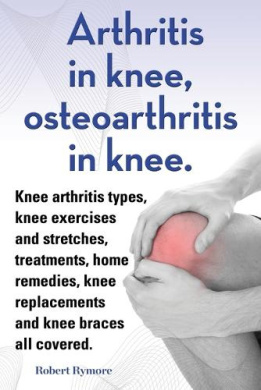 Arthritis
in knee,
osteoarthritis
in knee.
Knee arthritis types,
knee exercises
and stretches,
treatments, home
remedies, knee
replacements
and knee braces
all covered.
Robert Rymore